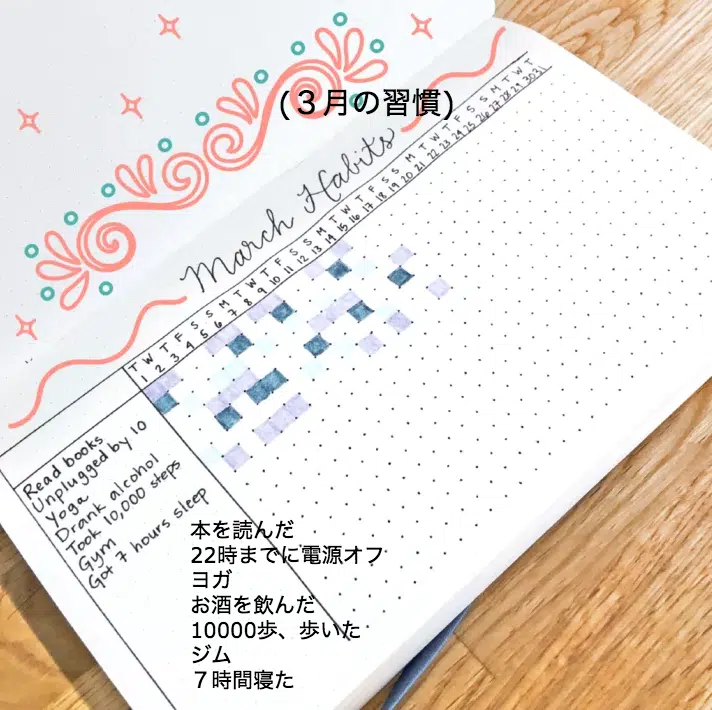 (３月の習慣)
March Habits
T W T F S S M T W T F S S M T W T F S S M T W T F S S M T W T
1 2 3 4 5 6 7 8 9 10 11 12 13 14 15 16 17 18 19 20 21 22 23 24 25 26 27 28 29 30 31
Read books
Unplugged by 10
Yoga
Drank alcohol
Took 10,000 steps
Gym
Got 7 hours sleep
本を読んだ
22時までに電源オフ
ヨガ
お酒を飲んだ
10000歩、歩いた
ジム
７時間寝た